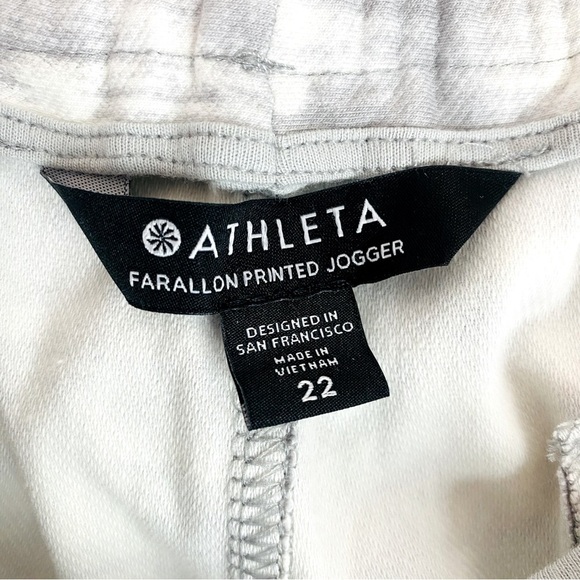 ATHLETA
FARALLON PRINTED JOGGER
DESIGNED IN
SAN FRANCISCO
MADE IN
VIETNAM
22